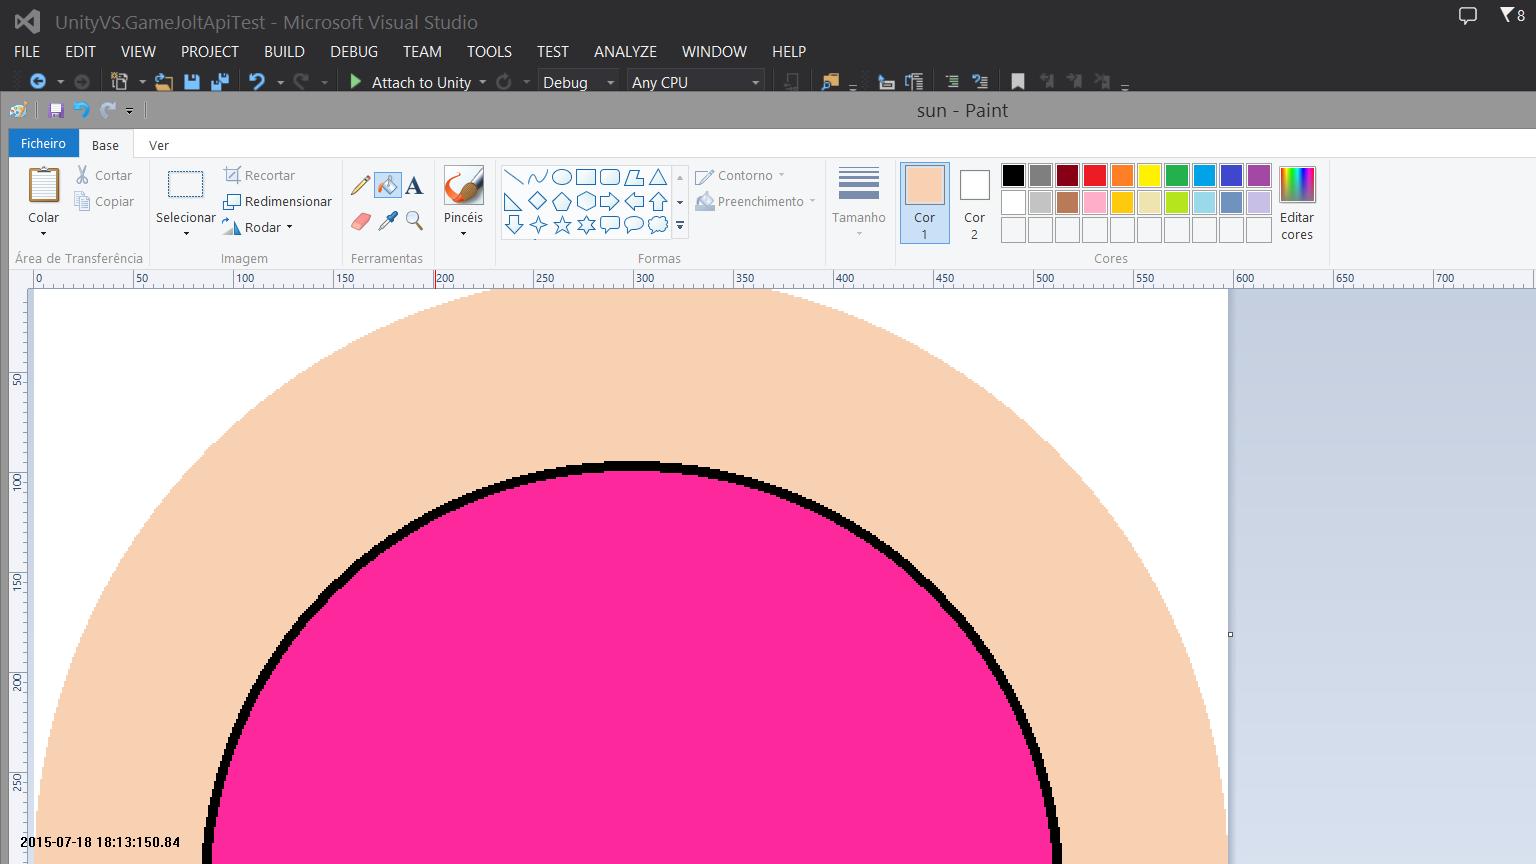 UnityVS.GameJoltApiTest - Microsoft Visual Studio
8
FILE EDIT VIEW PROJECT BUILD DEBUG TEAM TOOLS TEST ANALYZE WINDOW HELP
Attach to Unity Debug Any CPU
sun - Paint
Ficheiro Base Ver
Colar
Cortar
Copiar
Área de Transferência
Selecionar
Recortar
Redimensionar
Rodar
Imagem
A
Ferramentas
Pincéis
Contorno
Preenchimento
Formas
Tamanho
Cor
1
Cor
2
Editar
cores
Cores
0 50 100 150 200 250 300 350 400 450 500 550 600 650 700
50
100
150
200
250
2015-07-18 18:13:150.84